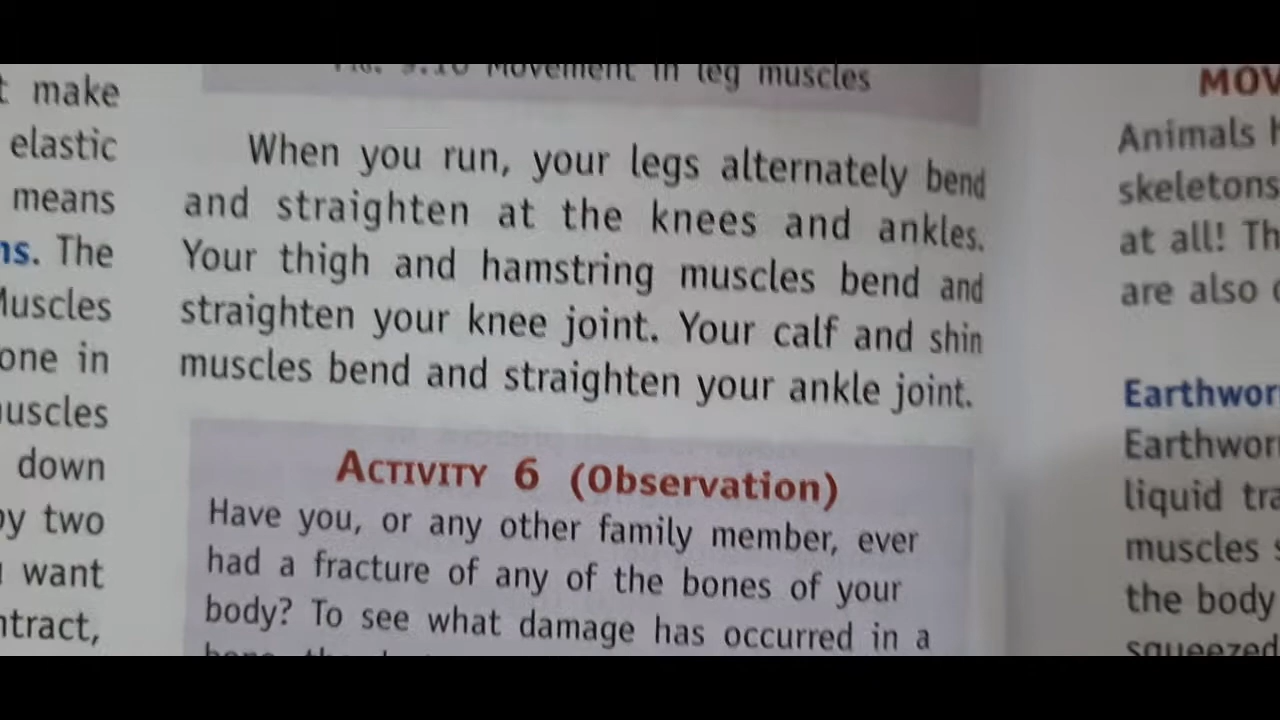 t make
elastic
means
ns. The
Muscles
one in
muscles
down
by two
want
ntract,
Movement in leg muscles
When you run, your legs alternately bend
and straighten at the knees and ankles.
Your thigh and hamstring muscles bend and
straighten your knee joint. Your calf and shin
muscles bend and straighten your ankle joint.
ACTIVITY 6 (Observation)
Have you, or any other family member, ever
had a fracture of any of the bones of your
body? To see what damage has occurred in a
MOV
Animals h
skeletons
at all! Th
are also
Earthwor
Earthwor
liquid tra
muscles s
the body
squeezed